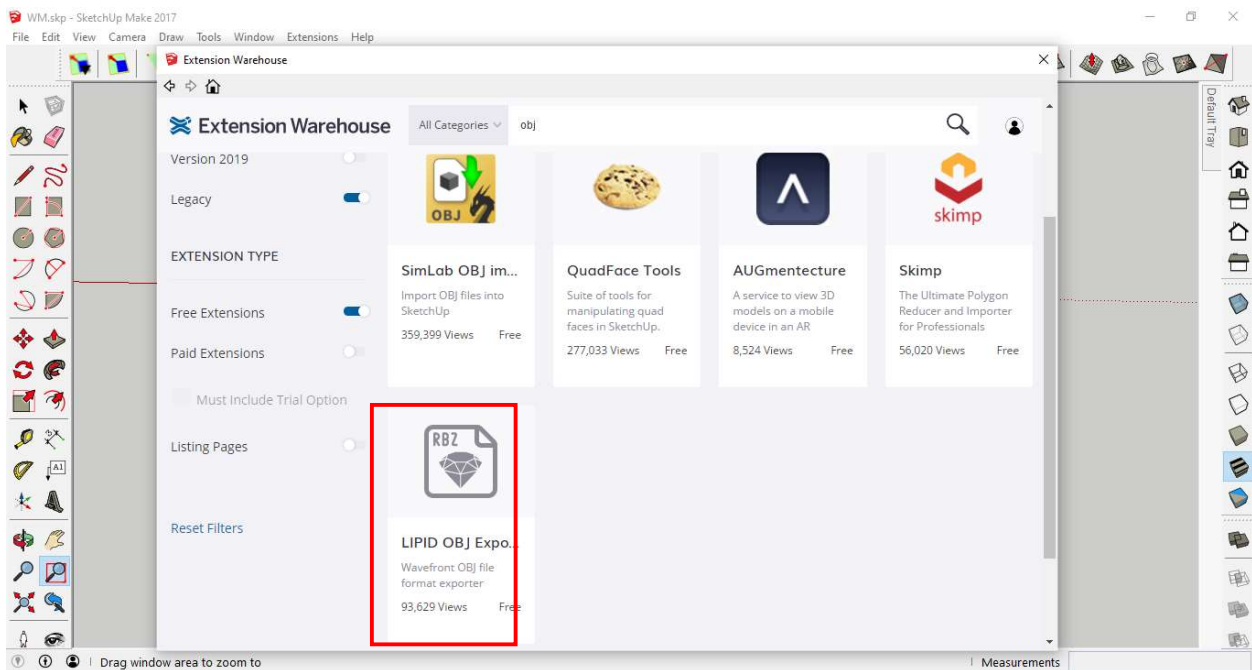 WM.skp - SketchUp Make 2017
File Edit View Camera Draw Tools Window Extensions Help
Extension Warehouse
Default Tray
Extension Warehouse
All Categories
obj
Version 2019
Legacy
EXTENSION TYPE
Free Extensions
Paid Extensions
Must Include Trial Option
Listing Pages
Reset Filters
OBJ
SimLab OBJ im...
Import OBJ files into
SketchUp
359,399 Views Free
QuadFace Tools
Suite of tools for
manipulating quad
faces in SketchUp.
277,033 Views Free
AUGmentecture
A service to view 3D
models on a mobile
device in an AR
8,524 Views Free
skimp
Skimp
The Ultimate Polygon
Reducer and Importer
for Professionals
56,020 Views Free
RBZ
LIPID OBJ Expo...
Wavefront OBJ file
format exporter
93,629 Views Free
A1
Drag window area to zoom to
Measurements